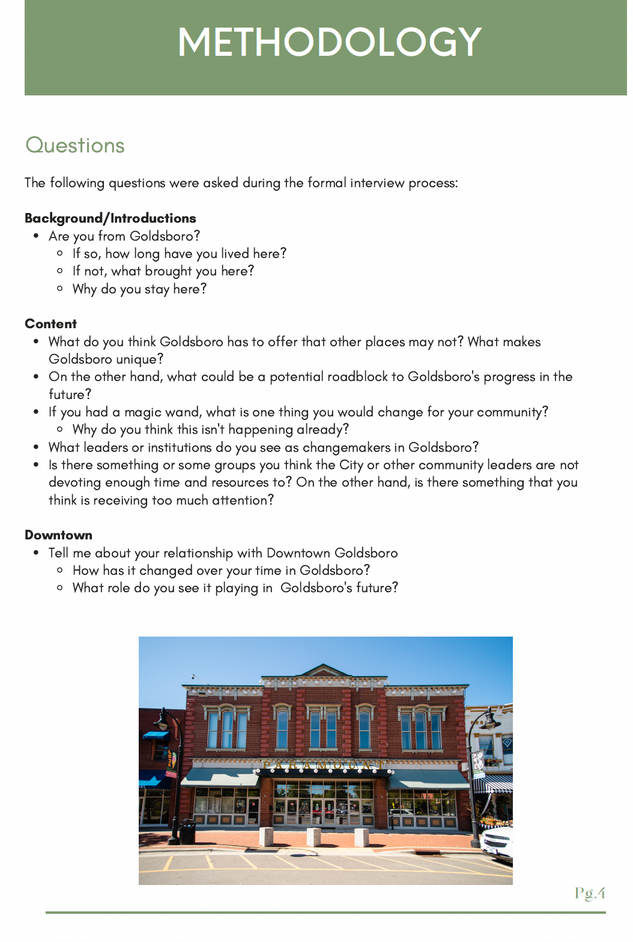 METHODOLOGY
Questions
The following questions were asked during the formal interview process:
Background/Introductions
• Are you from Goldsboro?
○ If so, how long have you lived here?
○ If not, what brought you here?
○ Why do you stay here?
Content
• What do you think Goldsboro has to offer that other places may not? What makes
Goldsboro unique?
• On the other hand, what could be a potential roadblock to Goldsboro's progress in the
future?
• If you had a magic wand, what is one thing you would change for your community?
○ Why do you think this isn't happening already?
• What leaders or institutions do you see as changemakers in Goldsboro?
• Is there something or some groups you think the City or other community leaders are not
devoting enough time and resources to? On the other hand, is there something that you
think is receiving too much attention?
Downtown
• Tell me about your relationship with Downtown Goldsboro
○ How has it changed over your time in Goldsboro?
○ What role do you see it playing in  Goldsboro's future?
PARAMOUNT
Pg.4